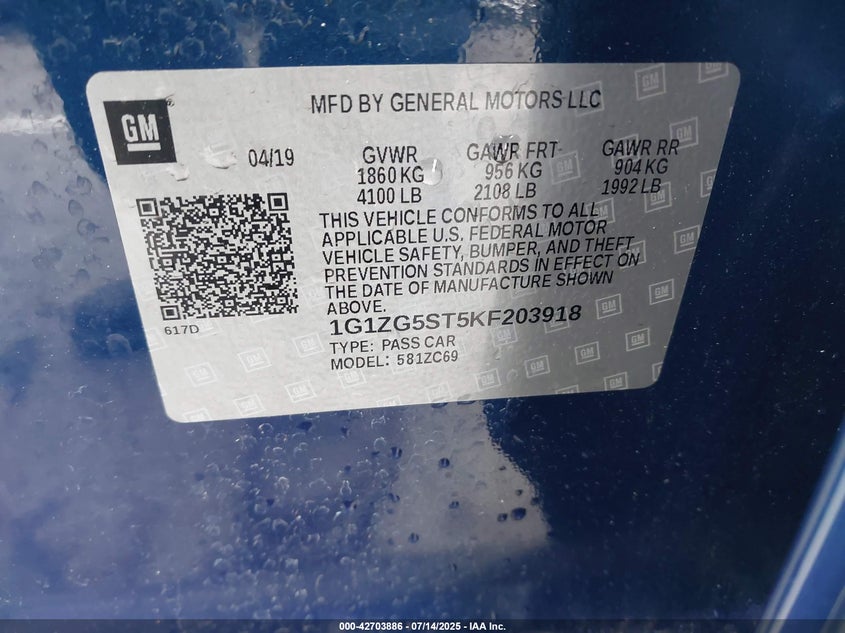 GM
MFD BY GENERAL MOTORS LLC
04/19
GVWR
1860 KG
4100 LB
GAWR FRT
956 KG
2108 LB
GAWR RR
904 KG
1992 LB
THIS VEHICLE CONFORMS TO ALL
APPLICABLE U.S. FEDERAL MOTOR
VEHICLE SAFETY, BUMPER, AND THEFT
PREVENTION STANDARDS IN EFFECT ON
THE DATE OF MANUFACTURE SHOWN
ABOVE.
617D
1G1ZG5ST5KF203918
TYPE: PASS CAR
MODEL: 581ZC69
000-42703886 - 07/14/2025 - IAA Inc.